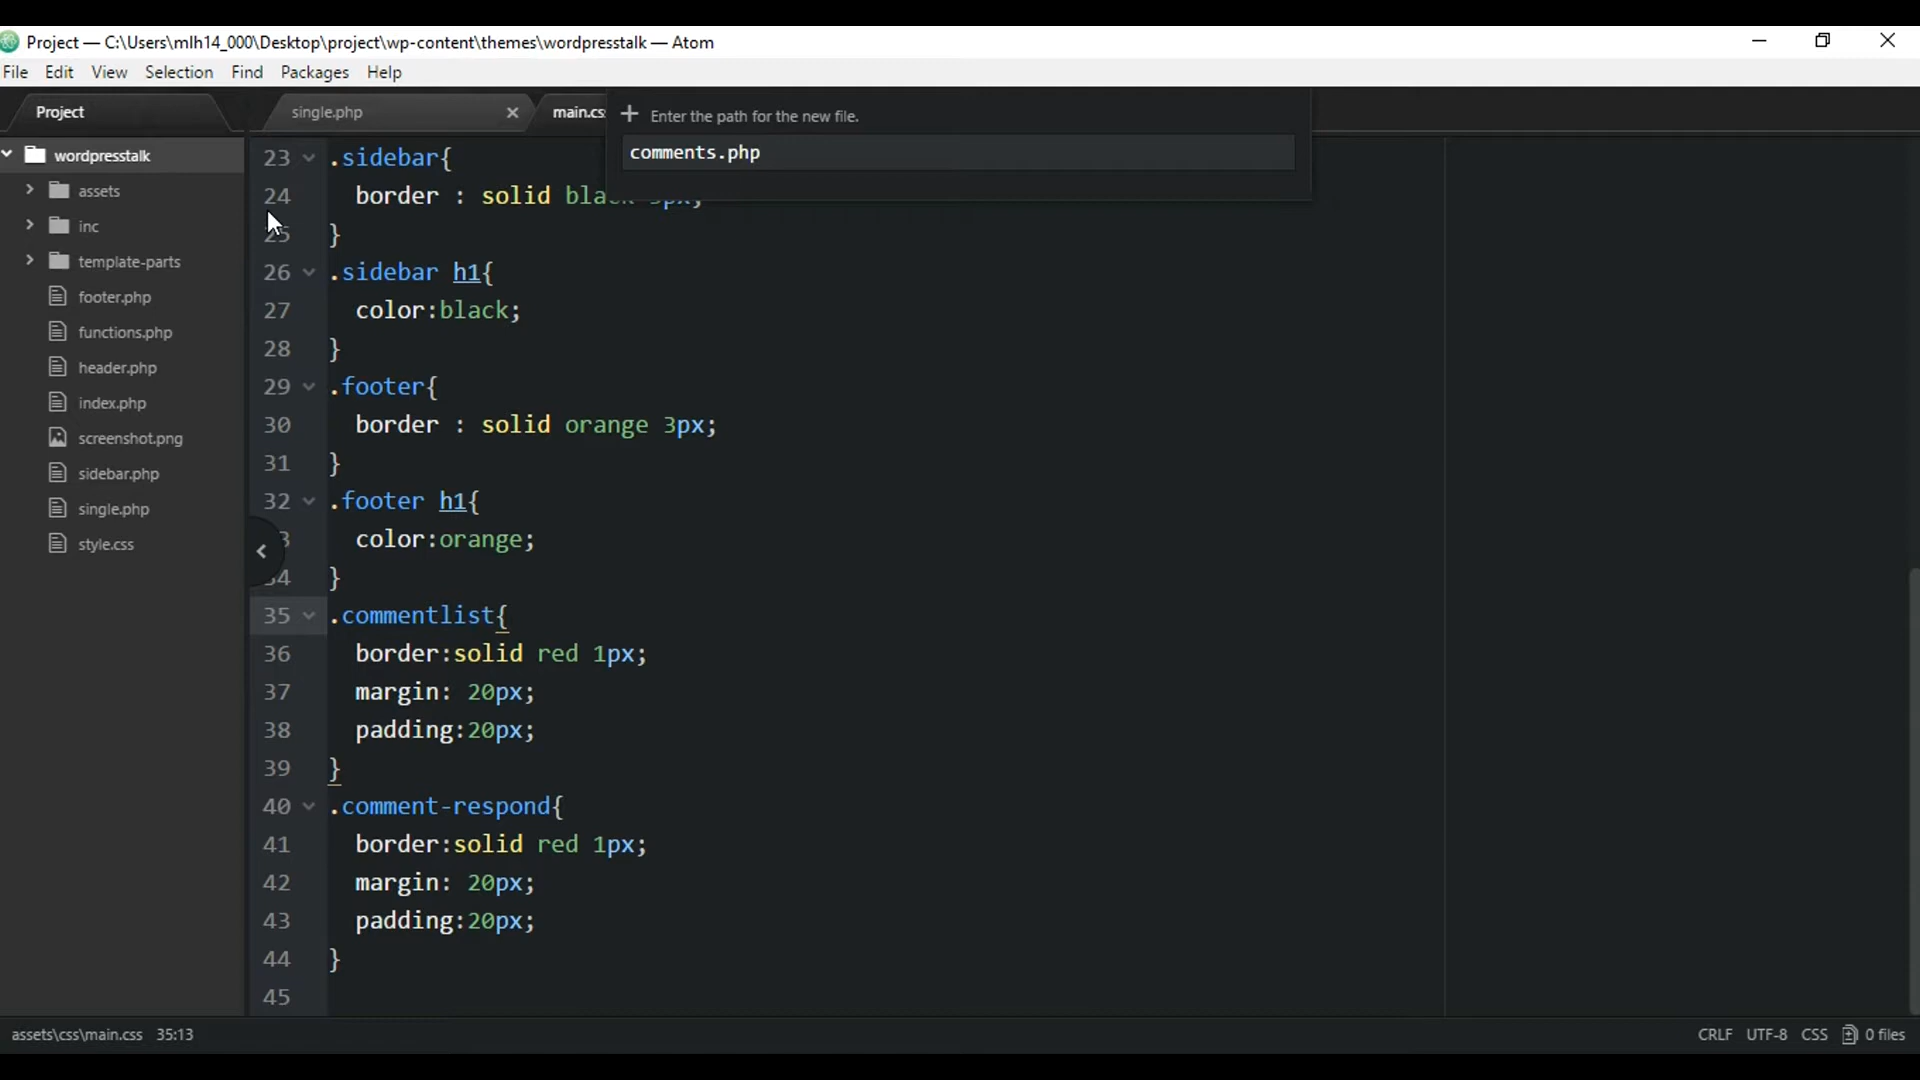 Project — C:\Users\mlh14_000\Desktop\project\wp-content\themes\wordpresstalk — Atom
File Edit View Selection Find Packages Help
Project
single.php
main.css
Enter the path for the new file.
comments.php
wordpresstalk
assets
inc
template-parts
footer.php
functions.php
header.php
index.php
screenshot.png
sidebar.php
single.php
style.css
23 .sidebar{
24 border : solid black 3px;
25 }
26 .sidebar h1{
27 color:black;
28 }
29 .footer{
30 border : solid orange 3px;
31 }
32 .footer h1{
3 color:orange;
34 }
35 .commentlist{
36 border:solid red 1px;
37 margin: 20px;
38 padding:20px;
39 }
40 .comment-respond{
41 border:solid red 1px;
42 margin: 20px;
43 padding:20px;
44 }
45
assets\css\main.css 35:13
CRLF UTF-8 CSS 0 files